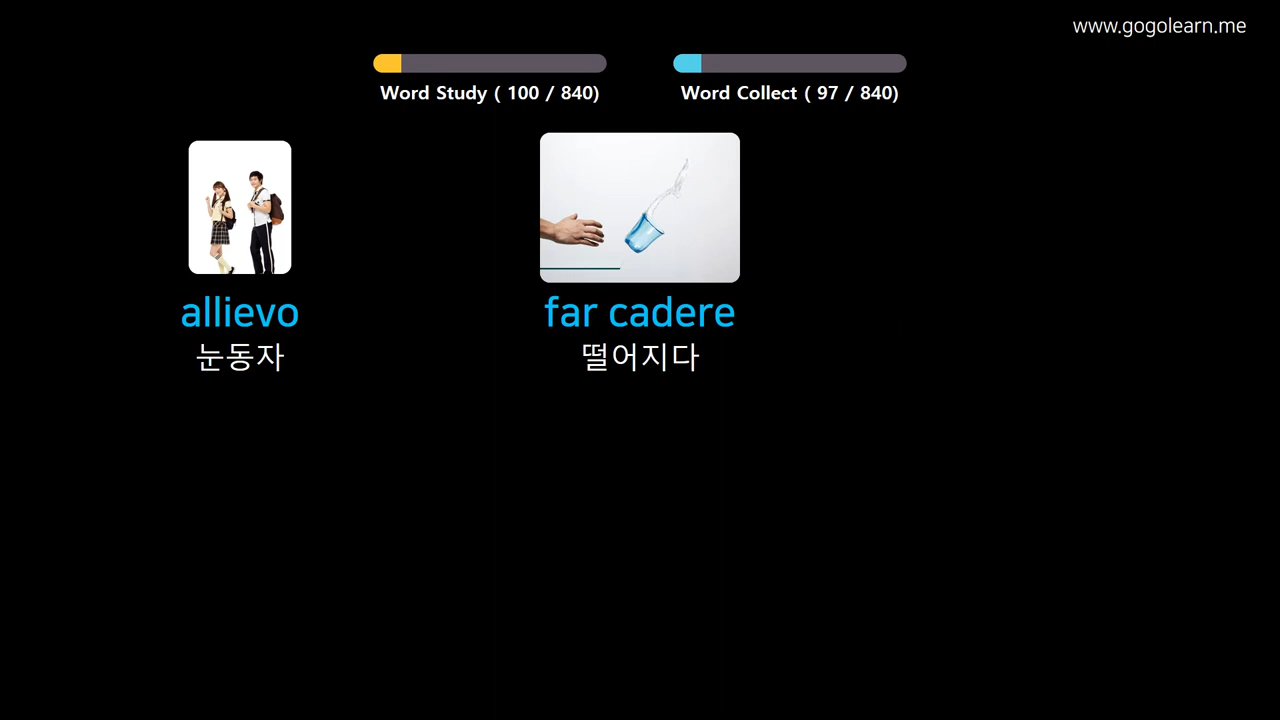 www.gogolearn.me
Word Study ( 100 / 840)
Word Collect ( 97 / 840)
allievo
눈동자
far cadere
떨어지다